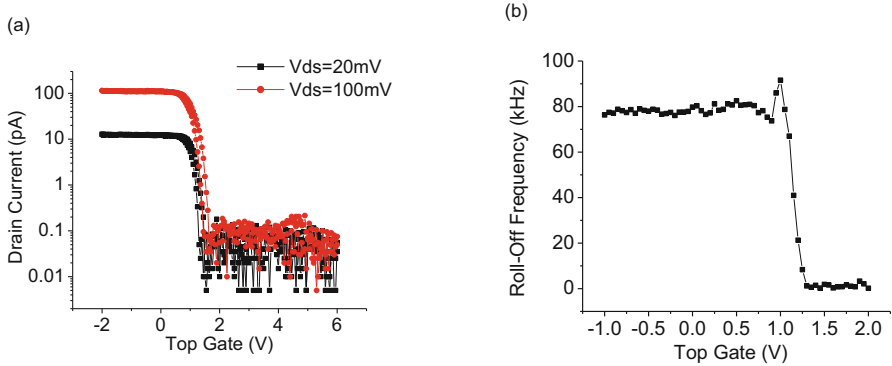 (a)
Vds=20mV
Vds=100mV
Drain Current (pA)
100
10
1
0.1
0.01
-2
0
2
4
6
Top Gate (V)
(b)
Roll-Off Frequency (kHz)
100
80
60
40
20
0
-1.0
-0.5
0.0
0.5
1.0
1.5
2.0
Top Gate (V)